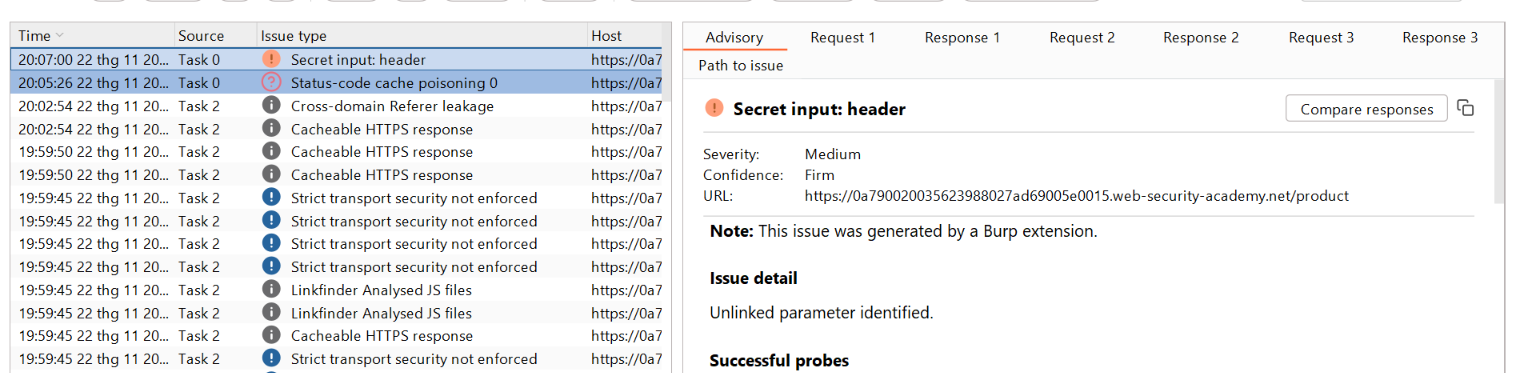 Time Source Issue type Host
20:07:00 22 thg 11 20... Task 0 Secret input: header https://0a7
20:05:26 22 thg 11 20... Task 0 Status-code cache poisoning 0 https://0a7
20:02:54 22 thg 11 20... Task 2 Cross-domain Referer leakage https://0a7
20:02:54 22 thg 11 20... Task 2 Cacheable HTTPS response https://0a7
19:59:50 22 thg 11 20... Task 2 Cacheable HTTPS response https://0a7
19:59:50 22 thg 11 20... Task 2 Cacheable HTTPS response https://0a7
19:59:45 22 thg 11 20... Task 2 Strict transport security not enforced https://0a7
19:59:45 22 thg 11 20... Task 2 Strict transport security not enforced https://0a7
19:59:45 22 thg 11 20... Task 2 Strict transport security not enforced https://0a7
19:59:45 22 thg 11 20... Task 2 Strict transport security not enforced https://0a7
19:59:45 22 thg 11 20... Task 2 Linkfinder Analysed JS files https://0a7
19:59:45 22 thg 11 20... Task 2 Linkfinder Analysed JS files https://0a7
19:59:45 22 thg 11 20... Task 2 Cacheable HTTPS response https://0a7
19:59:45 22 thg 11 20... Task 2 Strict transport security not enforced https://0a7
Advisory Request 1 Response 1 Request 2 Response 2 Request 3 Response 3
Path to issue
Secret input: header Compare responses
Severity: Medium
Confidence: Firm
URL: https://0a790020035623988027ad69005e0015.web-security-academy.net/product
Note: This issue was generated by a Burp extension.
Issue detail
Unlinked parameter identified.
Successful probes